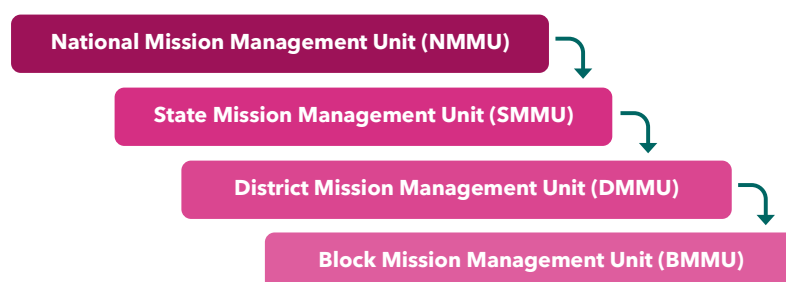 National Mission Management Unit (NMMU)
State Mission Management Unit (SMMU)
District Mission Management Unit (DMMU)
Block Mission Management Unit (BMMU)